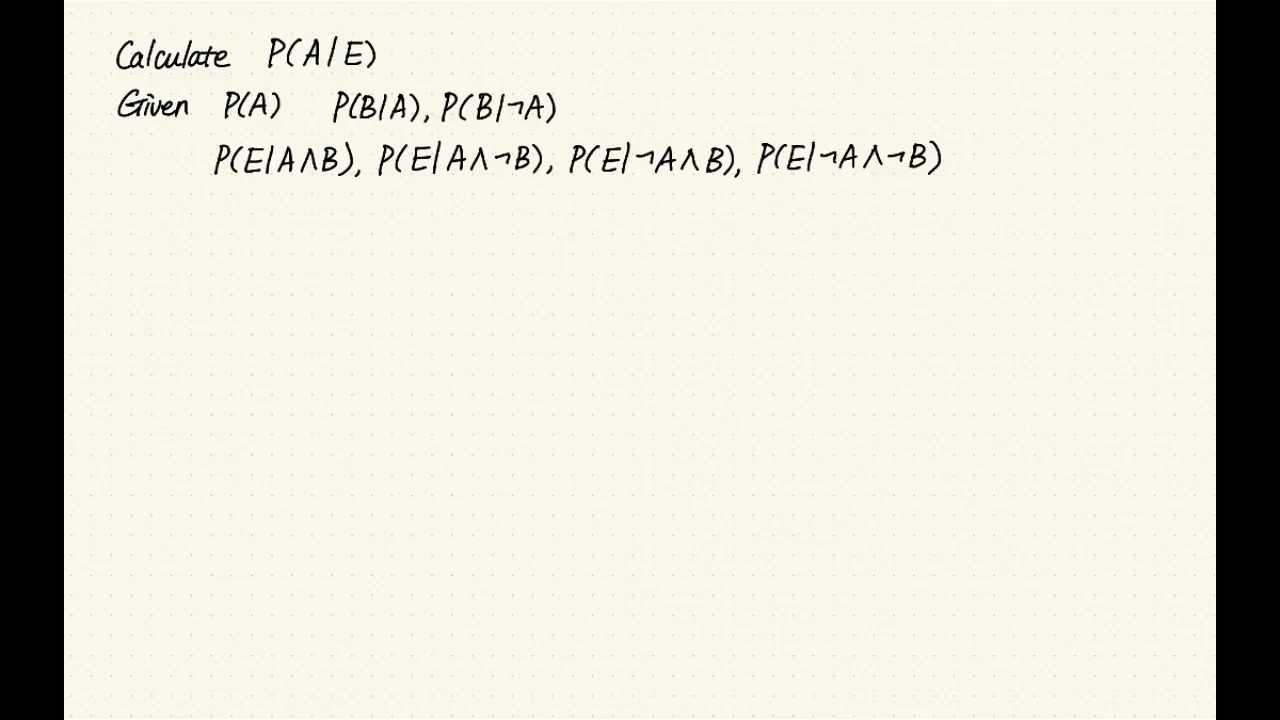 Calculate P(A|E)
Given P(A) P(B|A), P(B|¬A)
P(E|A∧B), P(E|A∧¬B), P(E|¬A∧B), P(E|¬A∧¬B)